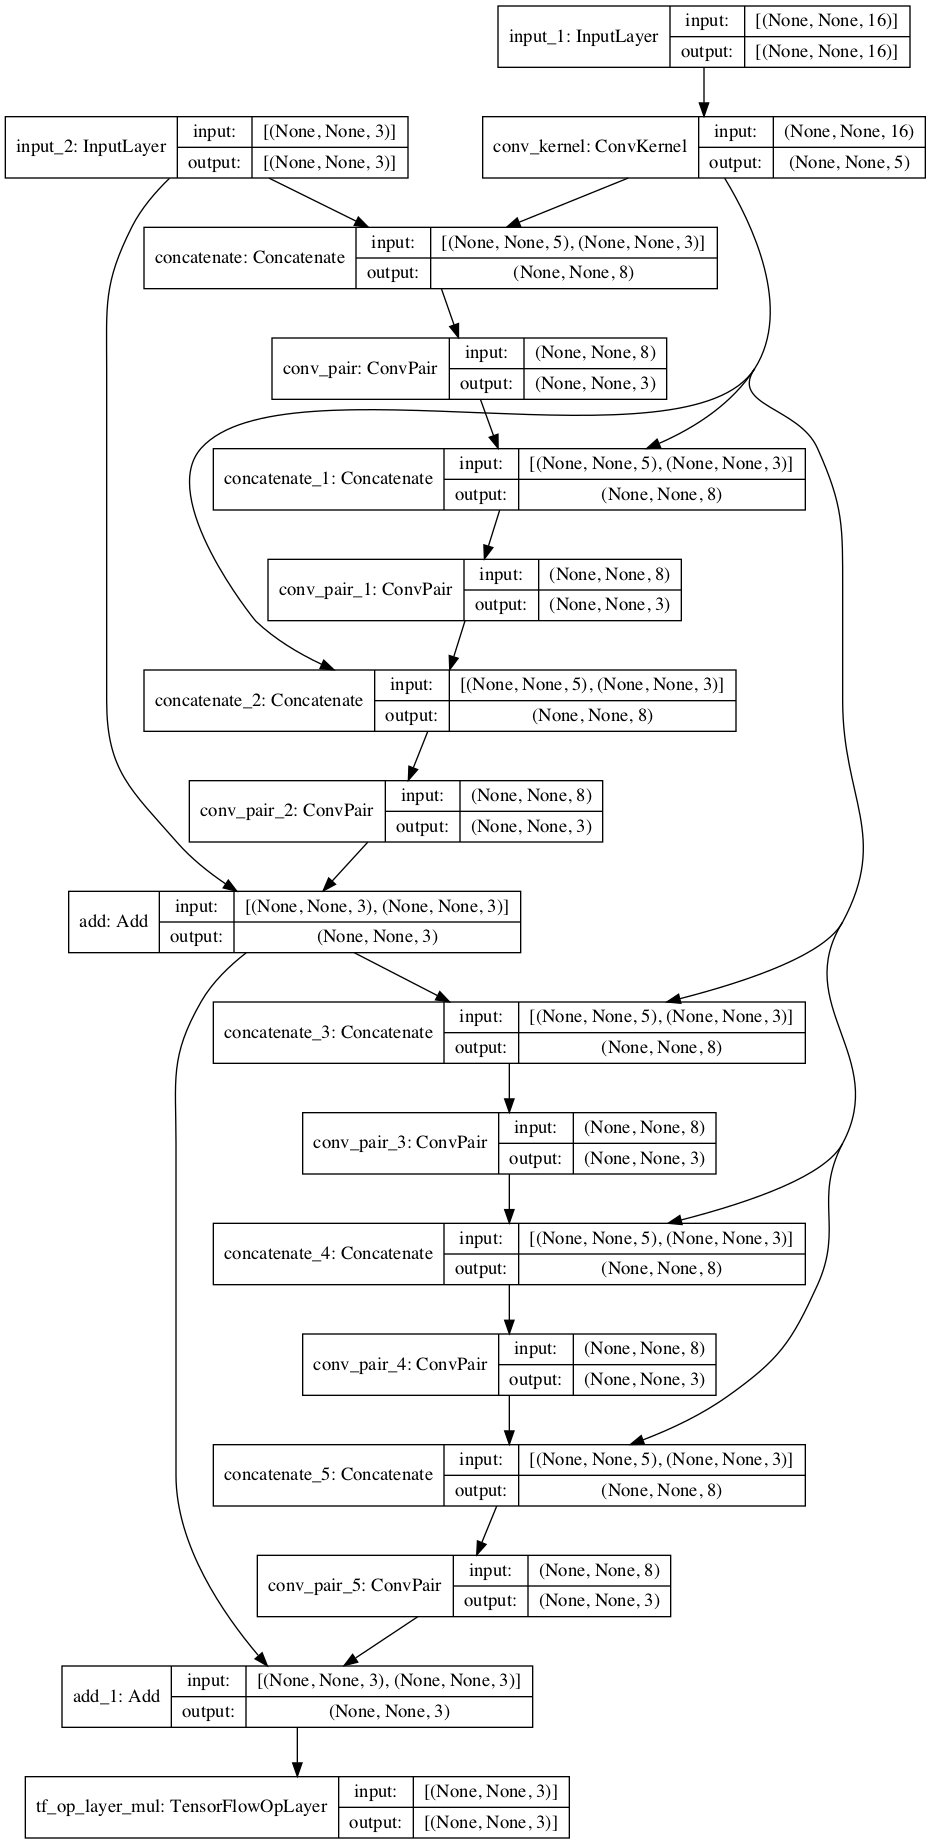 input_1: InputLayer
input: [(None, None, 16)]
output: [(None, None, 16)]
input_2: InputLayer
input: [(None, None, 3)]
output: [(None, None, 3)]
conv_kernel: ConvKernel
input: (None, None, 16)
output: (None, None, 5)
concatenate: Concatenate
input: [(None, None, 5), (None, None, 3)]
output: (None, None, 8)
conv_pair: ConvPair
input: (None, None, 8)
output: (None, None, 3)
concatenate_1: Concatenate
input: [(None, None, 5), (None, None, 3)]
output: (None, None, 8)
conv_pair_1: ConvPair
input: (None, None, 8)
output: (None, None, 3)
concatenate_2: Concatenate
input: [(None, None, 5), (None, None, 3)]
output: (None, None, 8)
conv_pair_2: ConvPair
input: (None, None, 8)
output: (None, None, 3)
add: Add
input: [(None, None, 3), (None, None, 3)]
output: (None, None, 3)
concatenate_3: Concatenate
input: [(None, None, 5), (None, None, 3)]
output: (None, None, 8)
conv_pair_3: ConvPair
input: (None, None, 8)
output: (None, None, 3)
concatenate_4: Concatenate
input: [(None, None, 5), (None, None, 3)]
output: (None, None, 8)
conv_pair_4: ConvPair
input: (None, None, 8)
output: (None, None, 3)
concatenate_5: Concatenate
input: [(None, None, 5), (None, None, 3)]
output: (None, None, 8)
conv_pair_5: ConvPair
input: (None, None, 8)
output: (None, None, 3)
add_1: Add
input: [(None, None, 3), (None, None, 3)]
output: (None, None, 3)
tf_op_layer_mul: TensorFlowOpLayer
input: [(None, None, 3)]
output: [(None, None, 3)]